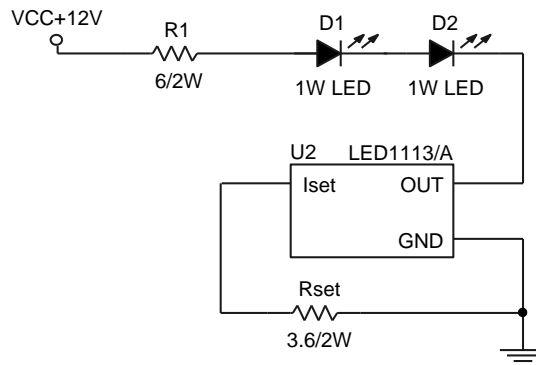 VCC+12V
R1
D1
D2
6/2W
1W LED
1W LED
U2
LED1113/A
Iset
OUT
GND
Rset
3.6/2W